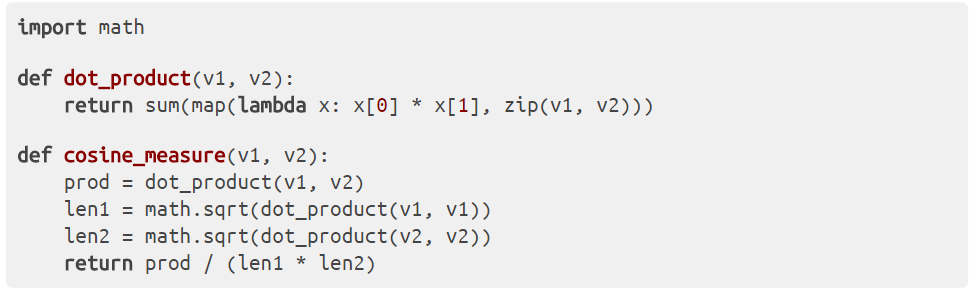 import math
def dot_product(v1, v2):
    return sum(map(lambda x: x[0] * x[1], zip(v1, v2)))
def cosine_measure(v1, v2):
    prod = dot_product(v1, v2)
    len1 = math.sqrt(dot_product(v1, v1))
    len2 = math.sqrt(dot_product(v2, v2))
    return prod / (len1 * len2)